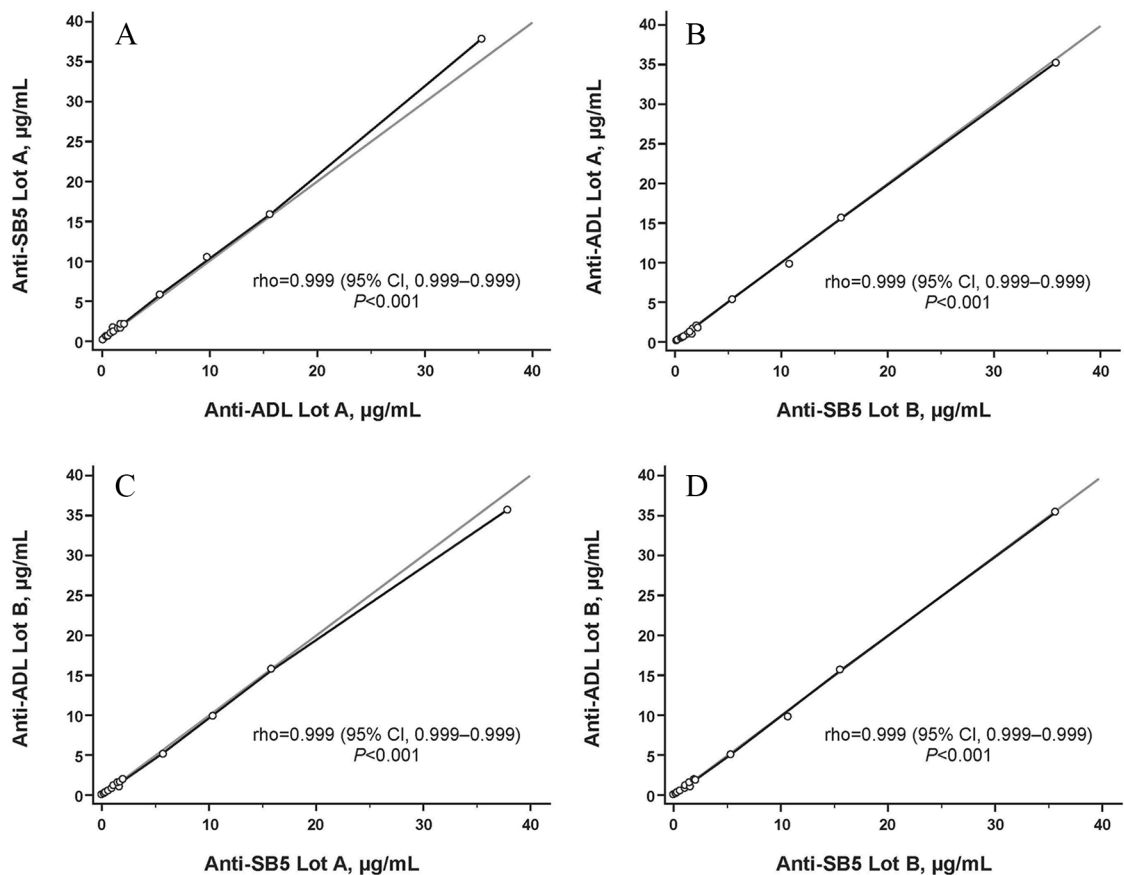 A
40
35
30
25
20
15
10
5
0
Anti-SB5 Lot A, µg/mL
rho=0.999 (95% CI, 0.999–0.999)
P<0.001
0 10 20 30 40
Anti-ADL Lot A, µg/mL
B
40
35
30
25
20
15
10
5
0
Anti-ADL Lot A, µg/mL
rho=0.999 (95% CI, 0.999–0.999)
P<0.001
0 10 20 30 40
Anti-SB5 Lot B, µg/mL
C
40
35
30
25
20
15
10
5
0
Anti-ADL Lot B, µg/mL
rho=0.999 (95% CI, 0.999–0.999)
P<0.001
0 10 20 30 40
Anti-SB5 Lot A, µg/mL
D
40
35
30
25
20
15
10
5
0
Anti-ADL Lot B, µg/mL
rho=0.999 (95% CI, 0.999–0.999)
P<0.001
0 10 20 30 40
Anti-SB5 Lot B, µg/mL